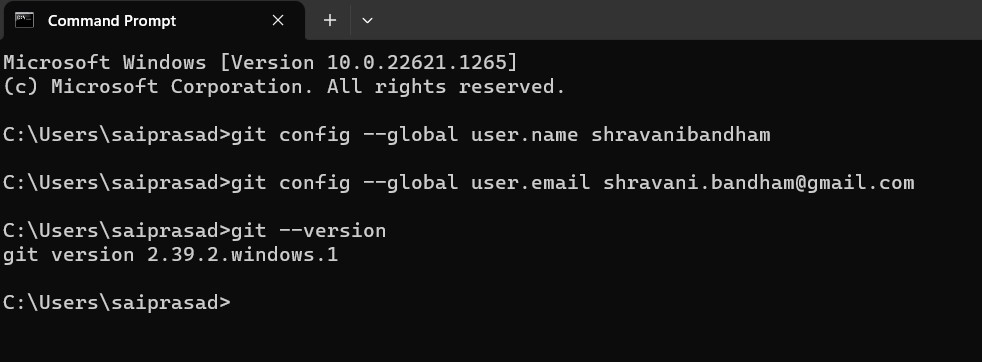 Command Prompt
Microsoft Windows [Version 10.0.22621.1265]
(c) Microsoft Corporation. All rights reserved.
C:\Users\saiprasad>git config --global user.name shravanibandham
C:\Users\saiprasad>git config --global user.email shravani.bandham@gmail.com
C:\Users\saiprasad>git --version
git version 2.39.2.windows.1
C:\Users\saiprasad>